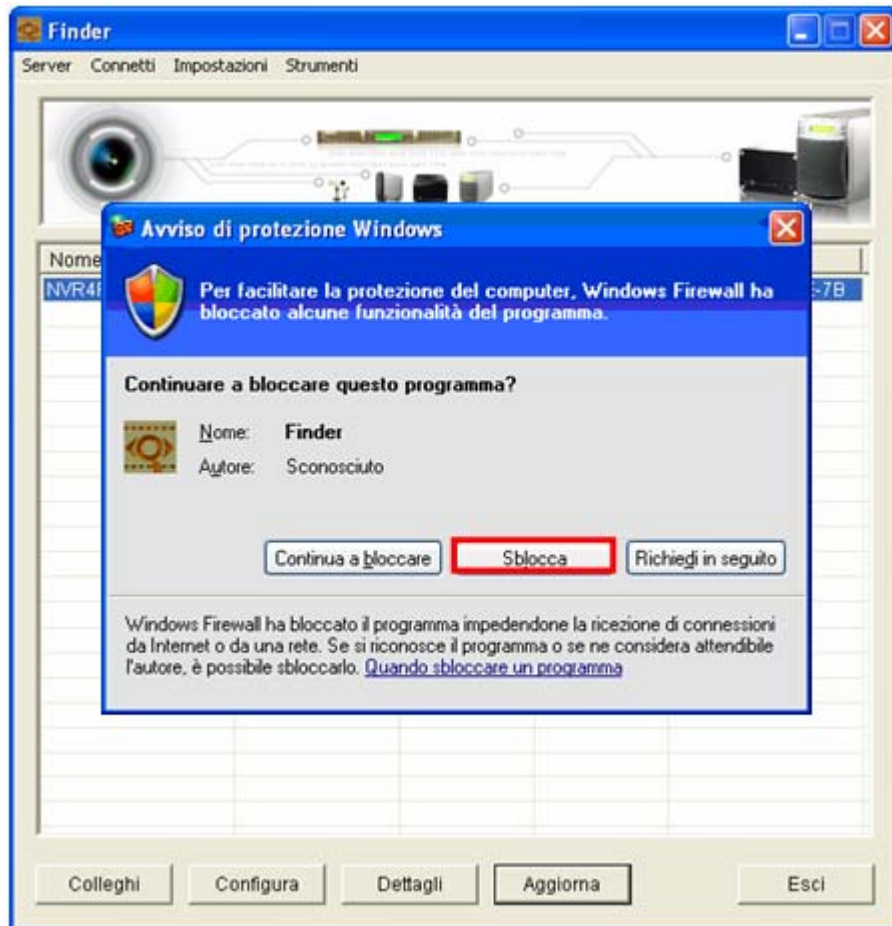 Finder
Server Connetti Impostazioni Strumenti
Avviso di protezione Windows
Nome
NVR4
-7B
Per facilitare la protezione del computer, Windows Firewall ha
bloccato alcune funzionalità del programma.
Continuare a bloccare questo programma?
Nome: Finder
Autore: Sconosciuto
Continua a bloccare Sblocca Richiedi in seguito
Windows Firewall ha bloccato il programma impedendone la ricezione di connessioni
da Internet o da una rete. Se si riconosce il programma o se ne considera attendibile
l'autore, è possibile sbloccarlo. Quando sbloccare un programma
Colleghi Configura Dettagli Aggiorna Esci